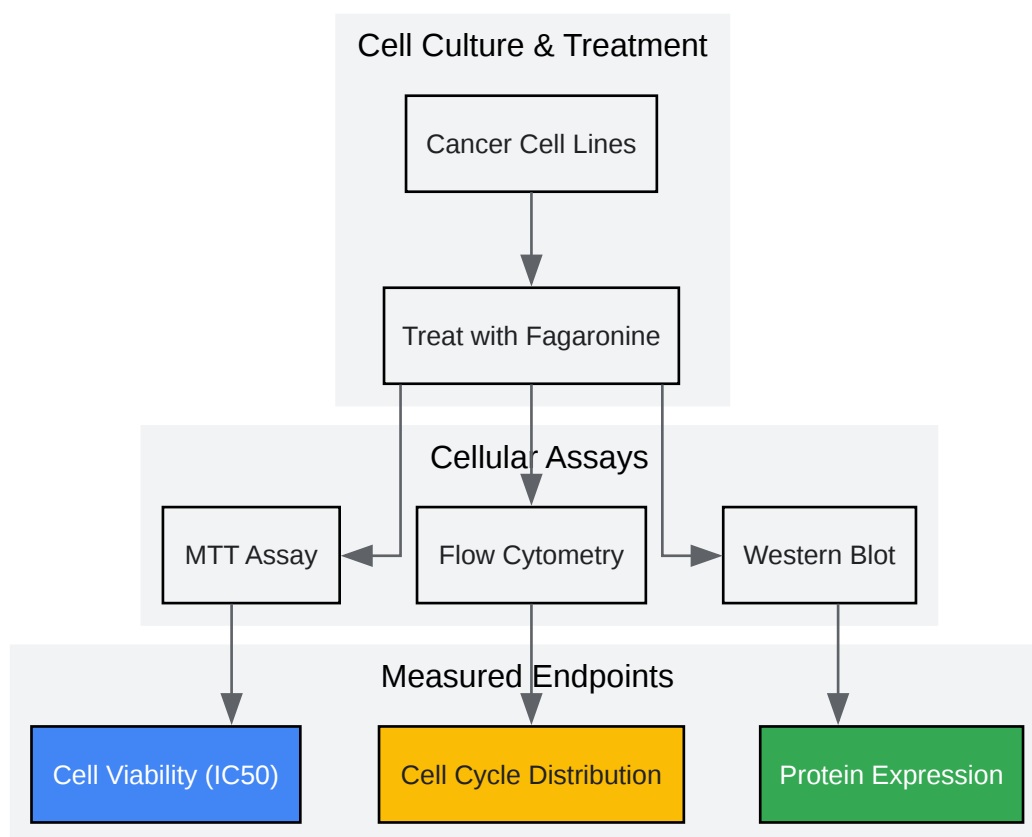 Cell Culture & Treatment
Cancer Cell Lines
Treat with Fagaronine
Cellular Assays
MTT Assay
Flow Cytometry
Western Blot
Measured Endpoints
Cell Viability (IC50)
Cell Cycle Distribution
Protein Expression